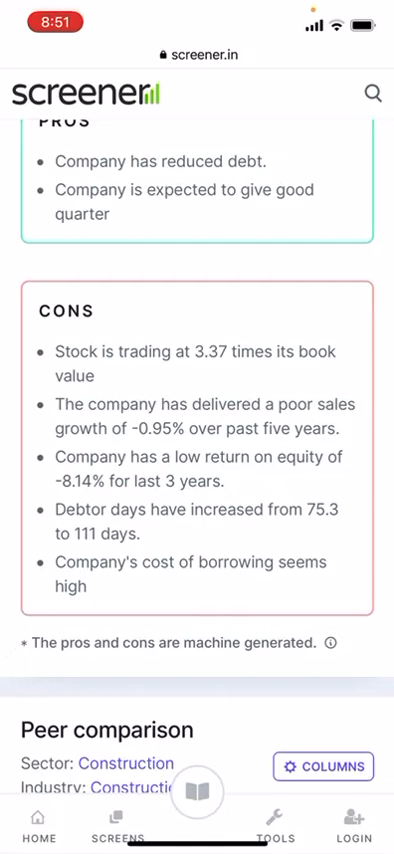 8:51
screener.in
screener
PROS
Company has reduced debt.
Company is expected to give good
quarter
CONS
Stock is trading at 3.37 times its book
value
The company has delivered a poor sales
growth of -0.95% over past five years.
Company has a low return on equity of
-8.14% for last 3 years.
Debtor days have increased from 75.3
to 111 days.
Company's cost of borrowing seems
high
* The pros and cons are machine generated.
Peer comparison
Sector: Construction
COLUMNS
Industry:
HOME
SCREENS
TOOLS
LOGIN